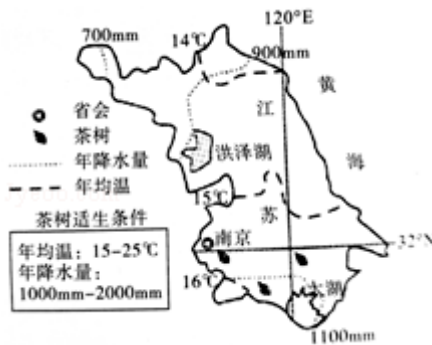 120°E
700mm
14℃
900mm
黄
海
江
苏
省会
茶树
年降水量
年均温
洪泽湖
15℃
茶树适生条件
年均温：15-25℃
年降水量：
1000mm-2000mm
南京
32°N
16℃
太湖
1100mm